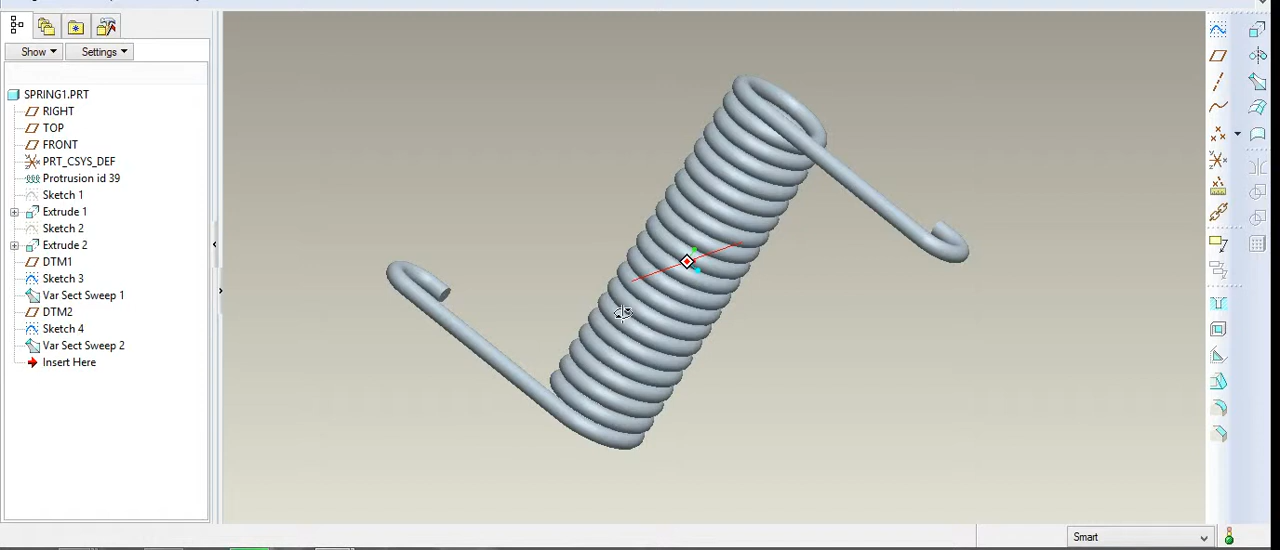 Show Settings
SPRING1.PRT
RIGHT
TOP
FRONT
PRT_CSYS_DEF
Protrusion id 39
Sketch 1
Extrude 1
Sketch 2
Extrude 2
DTM1
Sketch 3
Var Sect Sweep 1
DTM2
Sketch 4
Var Sect Sweep 2
Insert Here
Smart